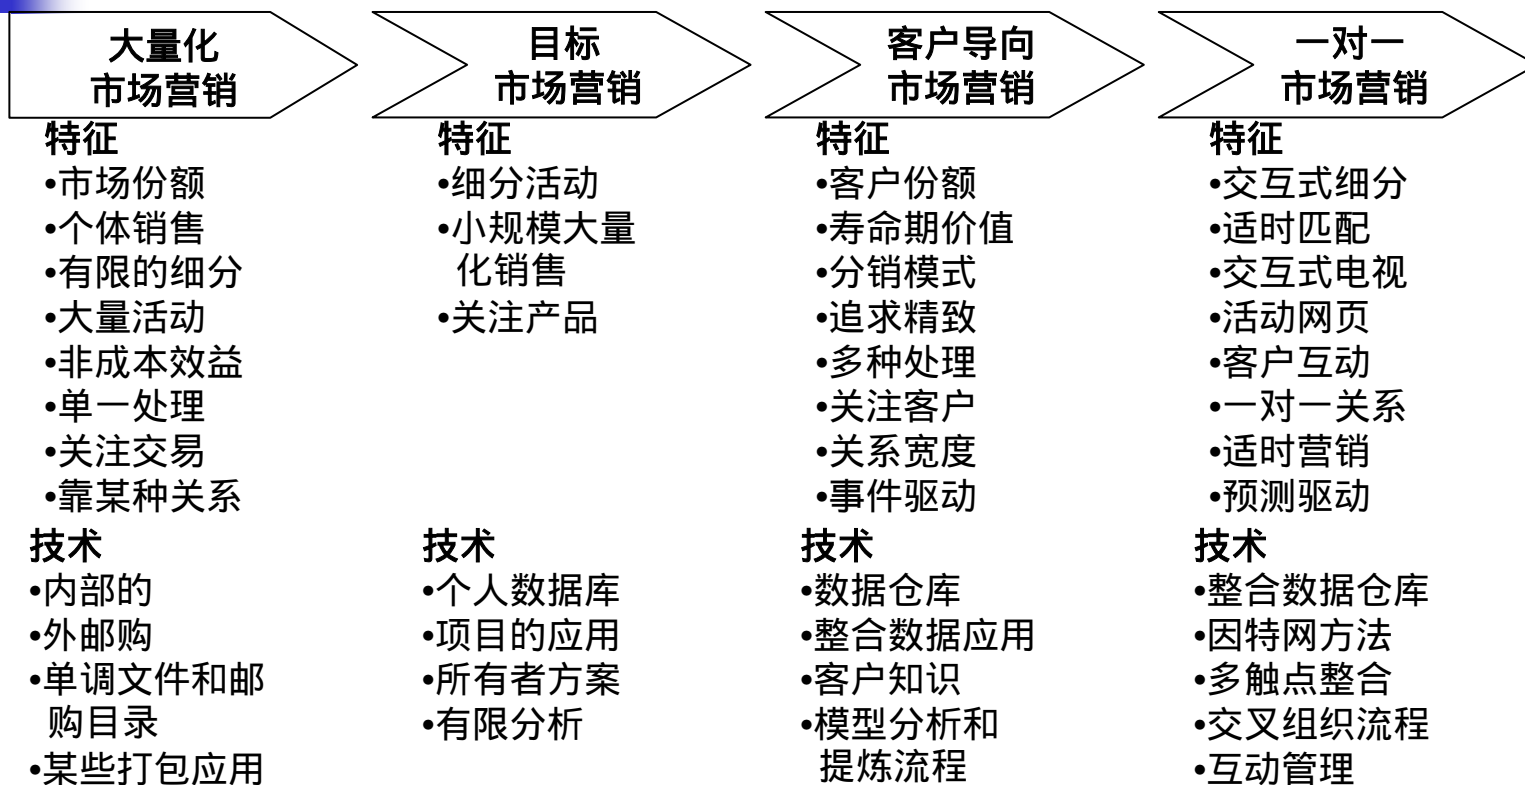 大量化
市场营销
特征
•市场份额
•个体销售
•有限的细分
•大量活动
•非成本效益
•单一处理
•关注交易
•靠某种关系
技术
•内部的
•外邮购
•单调文件和邮
购目录
•某些打包应用
目标
市场营销
特征
•细分活动
•小规模大量
化销售
•关注产品
技术
•个人数据库
•项目的应用
•所有者方案
•有限分析
客户导向
市场营销
特征
•客户份额
•寿命期价值
•分销模式
•追求精致
•多种处理
•关注客户
•关系宽度
•事件驱动
技术
•数据仓库
•整合数据应用
•客户知识
•模型分析和
提炼流程
一对一
市场营销
特征
•交互式细分
•适时匹配
•交互式电视
•活动网页
•客户互动
•一对一关系
•适时营销
•预测驱动
技术
•整合数据仓库
•因特网方法
•多触点整合
•交叉组织流程
•互动管理